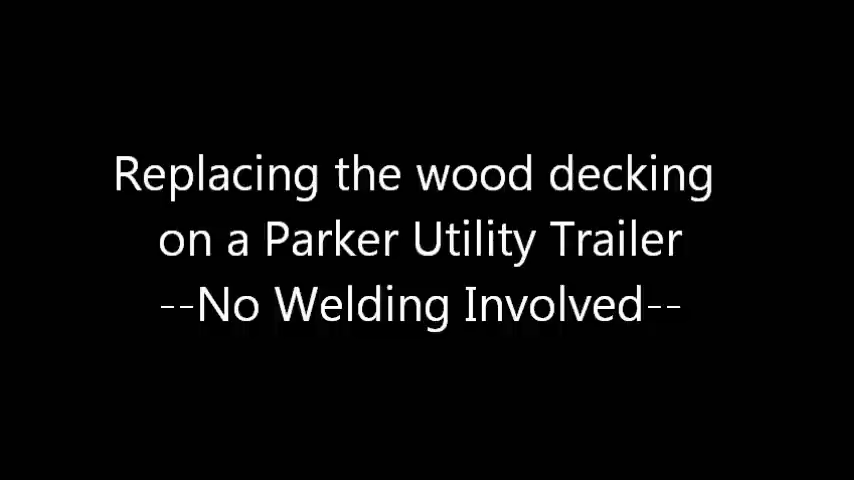 Replacing the wood decking
on a Parker Utility Trailer
--No Welding Involved--